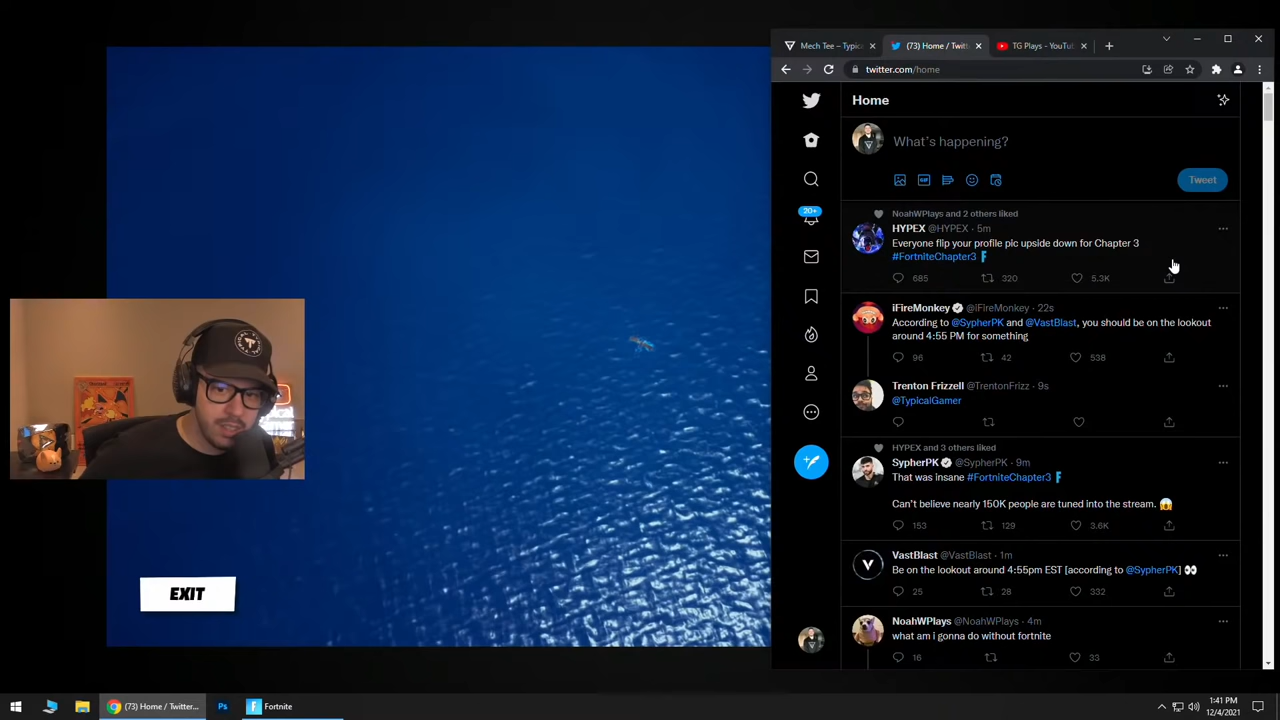 Mech Tee – Typica
(73) Home / Twitt
TG Plays - YouTu
twitter.com/home
Home
What's happening?
Tweet
20+
NoahWPlays and 2 others liked
HYPEX @HYPEX · 5m
Everyone flip your profile pic upside down for Chapter 3
#FortniteChapter3
685 320 5.3K
iFireMonkey @iFireMonkey · 22s
According to @SypherPK and @VastBlast, you should be on the lookout
around 4:55 PM for something
96 42 538
Trenton Frizzell @TrentonFrizz · 9s
@TypicalGamer
HYPEX and 3 others liked
SypherPK @SypherPK · 9m
That was insane #FortniteChapter3
Can't believe nearly 150K people are tuned into the stream. 😱
153 129 3.6K
VastBlast @VastBlast · 1m
Be on the lookout around 4:55pm EST [according to @SypherPK] 👀
25 28 332
NoahWPlays @NoahWPlays · 4m
what am i gonna do without fortnite
16 33
EXIT
(73) Home / Twitter...
Ps
Fortnite
1:41 PM
12/4/2021